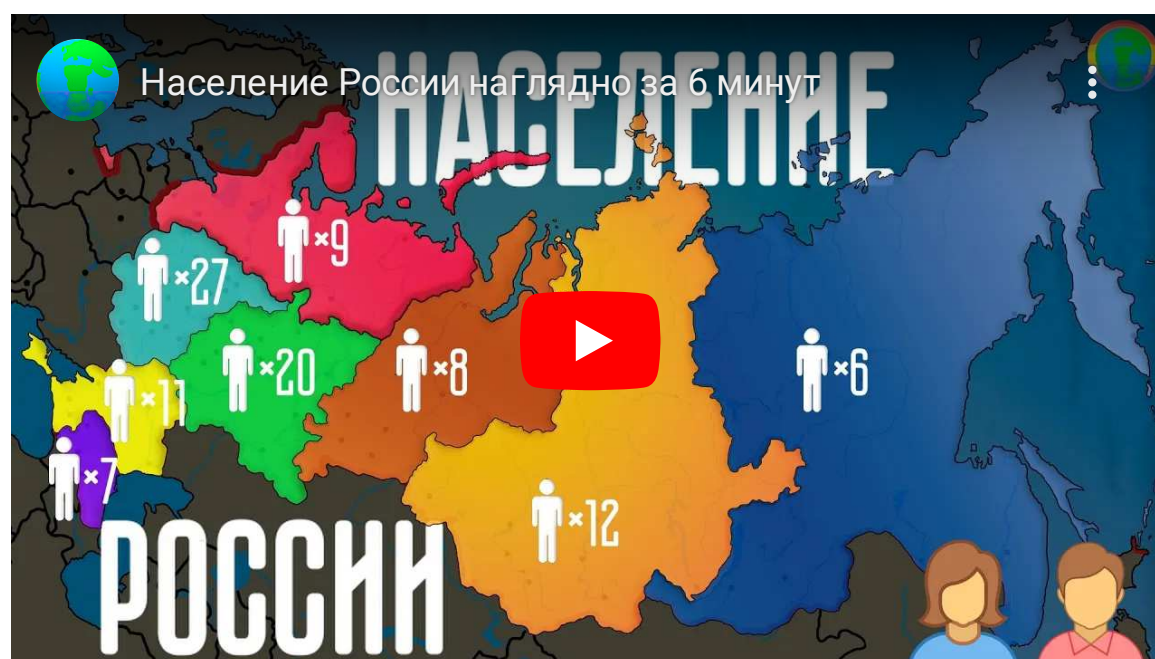 Население России наглядно за 6 минут
НАСЕЛЕНИЕ
×9
×27
×20
×8
×6
×11
×7
×12
РОССИИ